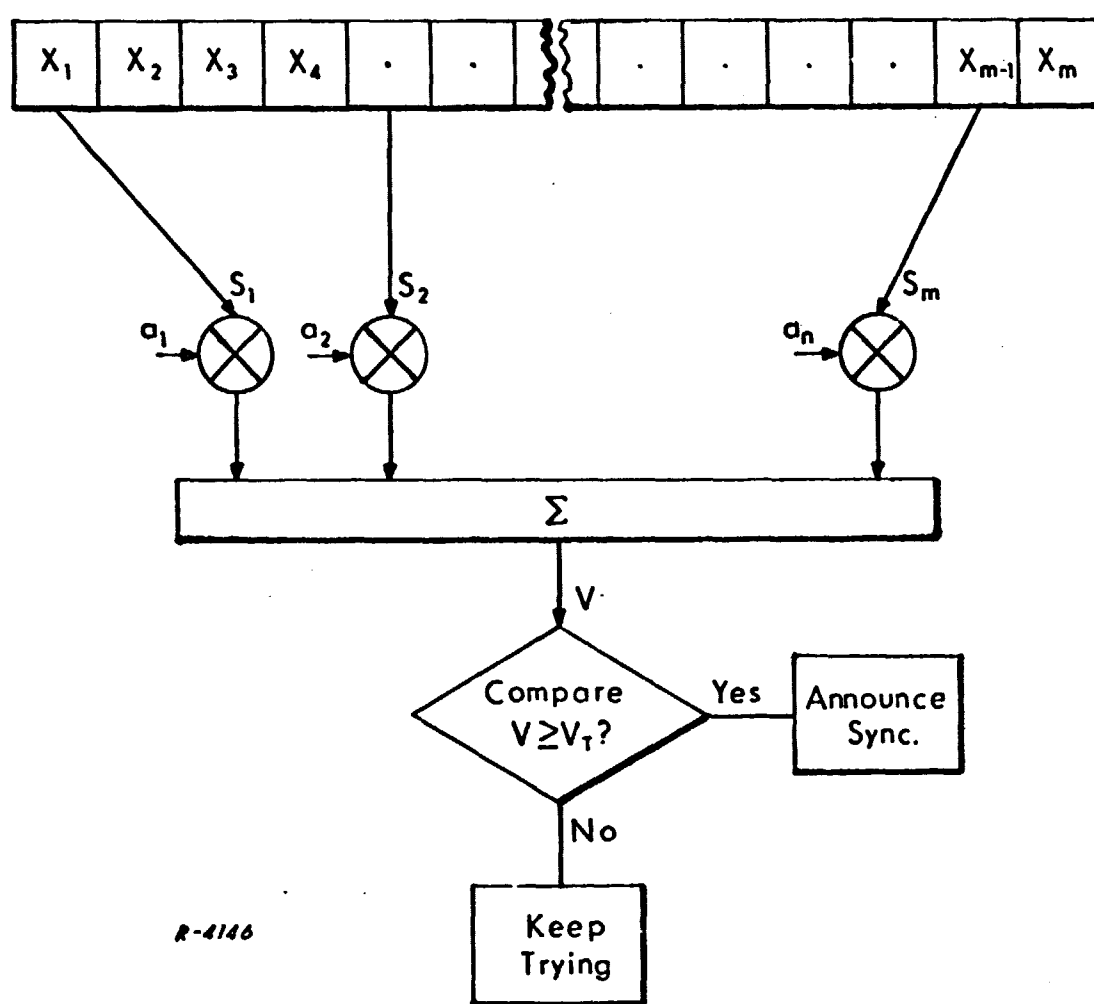 X₁ X₂ X₃ X₄ . . . . . . Xₘ₋₁ Xₘ
S₁ S₂ Sₘ
a₁ a₂ aₙ
Σ
V
Compare
V ≥ V_T?
Yes
Announce
Sync.
No
Keep
Trying
R-4146